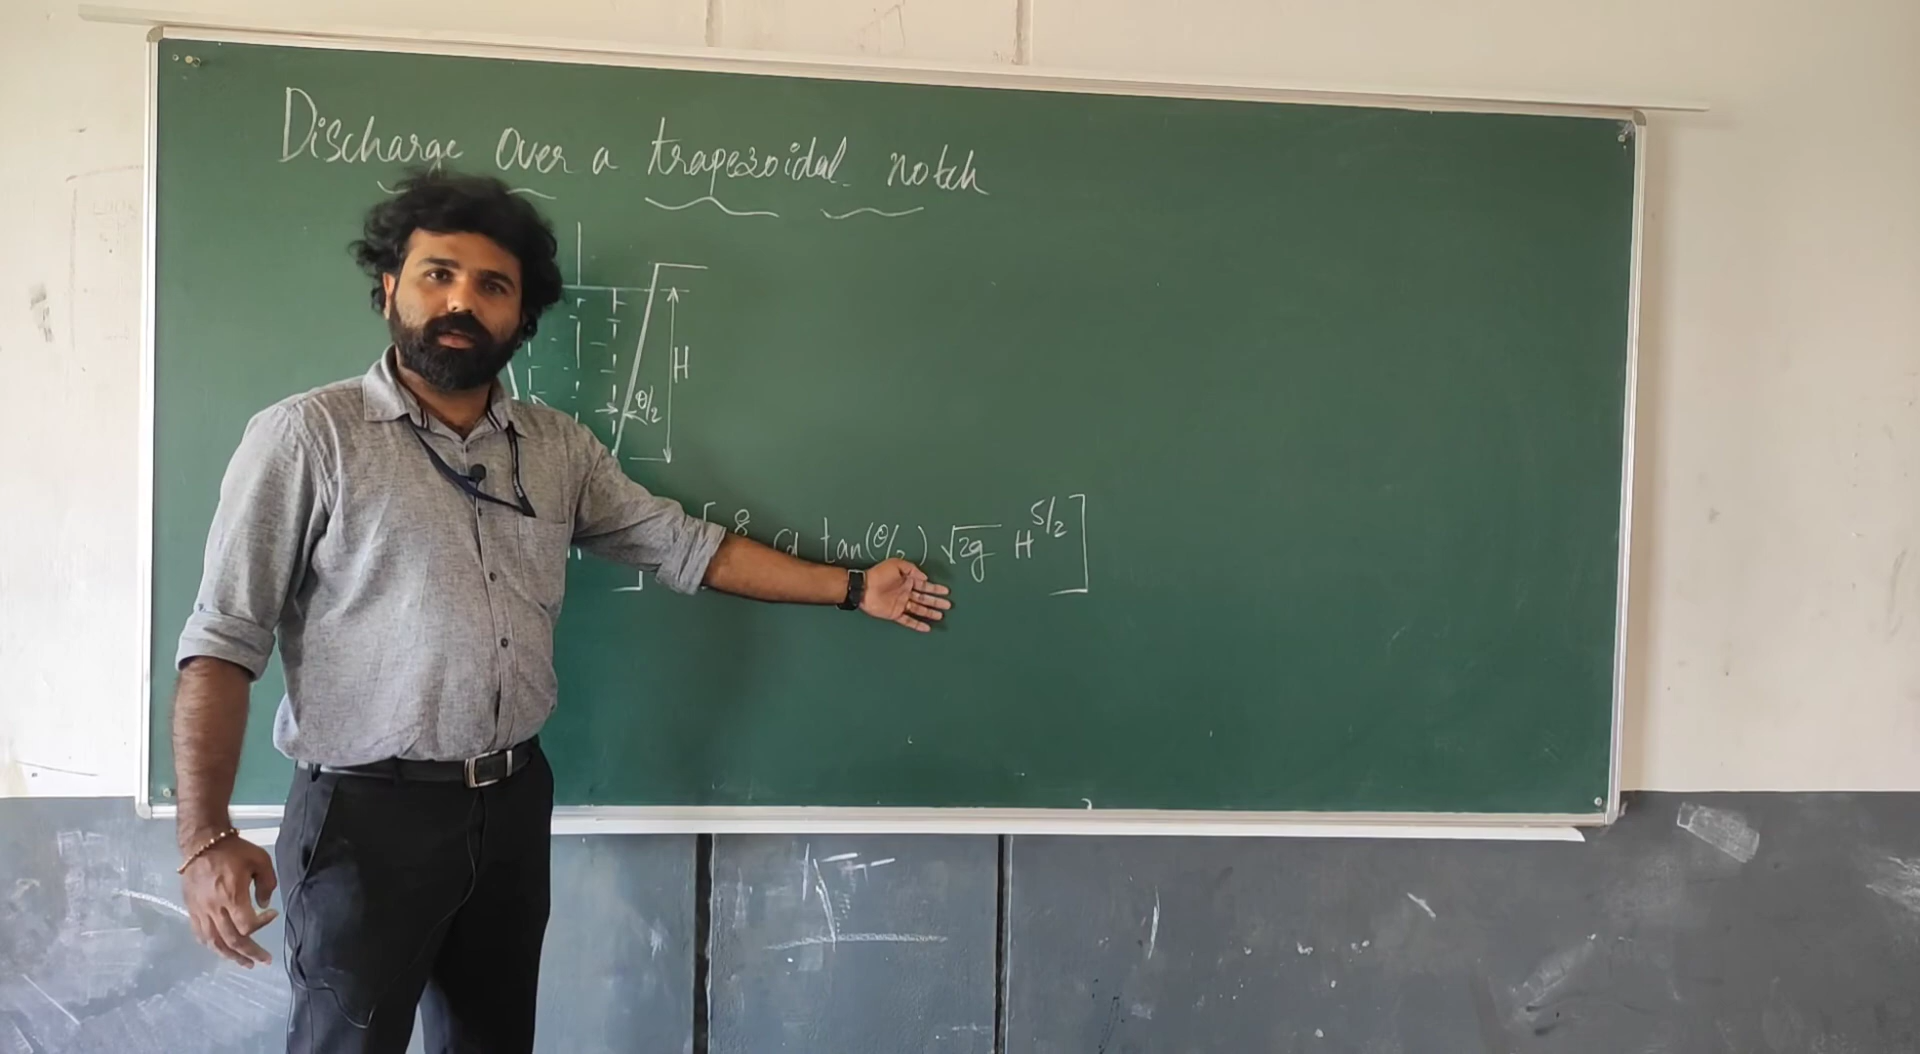 Discharge over a trapezoidal notch
H
θ/2
[ 8 Cd tan(θ/2) √2g H^5/2 ]